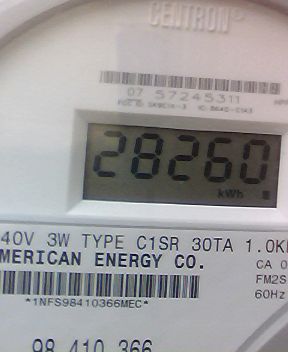 CENTRON®
07 57245311
28260
kWh
40V 3W TYPE C1SR 30TA 1.0K
MERICAN ENERGY CO.
CA 0
FM2S
60Hz
*1NFS98410366MEC*
98 410 366